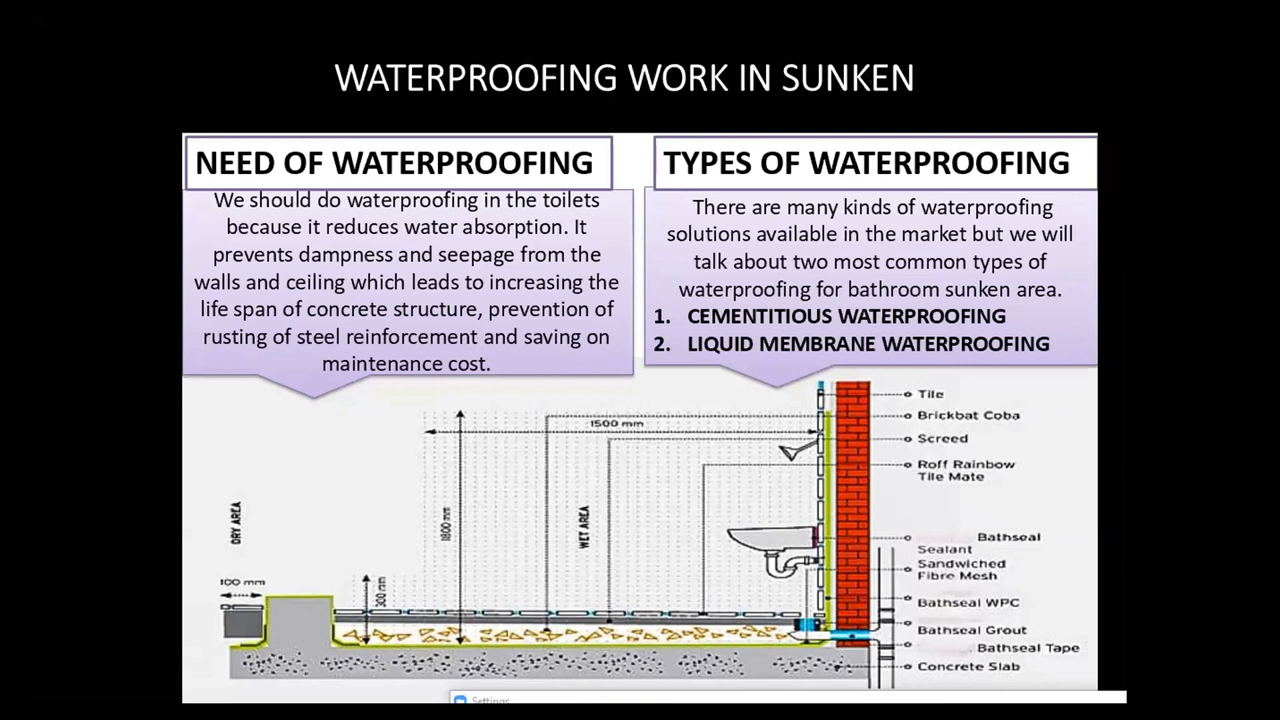 WATERPROOFING WORK IN SUNKEN
NEED OF WATERPROOFING
We should do waterproofing in the toilets
because it reduces water absorption. It
prevents dampness and seepage from the
walls and ceiling which leads to increasing the
life span of concrete structure, prevention of
rusting of steel reinforcement and saving on
maintenance cost.
TYPES OF WATERPROOFING
There are many kinds of waterproofing
solutions available in the market but we will
talk about two most common types of
waterproofing for bathroom sunken area.
1. CEMENTITIOUS WATERPROOFING
2. LIQUID MEMBRANE WATERPROOFING
1500 mm
1800 mm
WET AREA
DRY AREA
100 mm
300 mm
Tile
Brickbat Coba
Screed
Roff Rainbow
Tile Mate
Bathseal
Sealant
Sandwiched
Fibre Mesh
Bathseal WPC
Bathseal Grout
Bathseal Tape
Concrete Slab
Settings